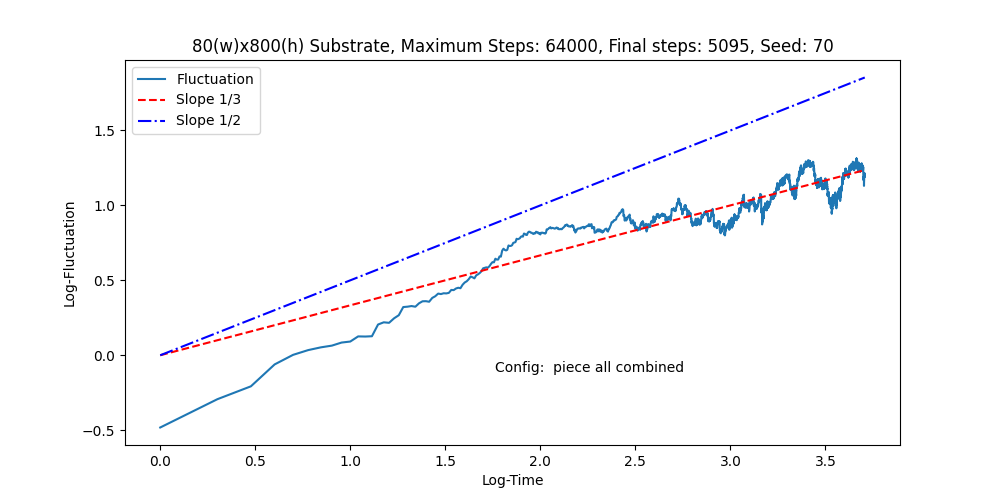 80(w)x800(h) Substrate, Maximum Steps: 64000, Final steps: 5095, Seed: 70
Fluctuation
Slope 1/3
Slope 1/2
1.5
1.0
0.5
0.0
−0.5
Log-Fluctuation
Config:  piece all combined
0.0 0.5 1.0 1.5 2.0 2.5 3.0 3.5
Log-Time